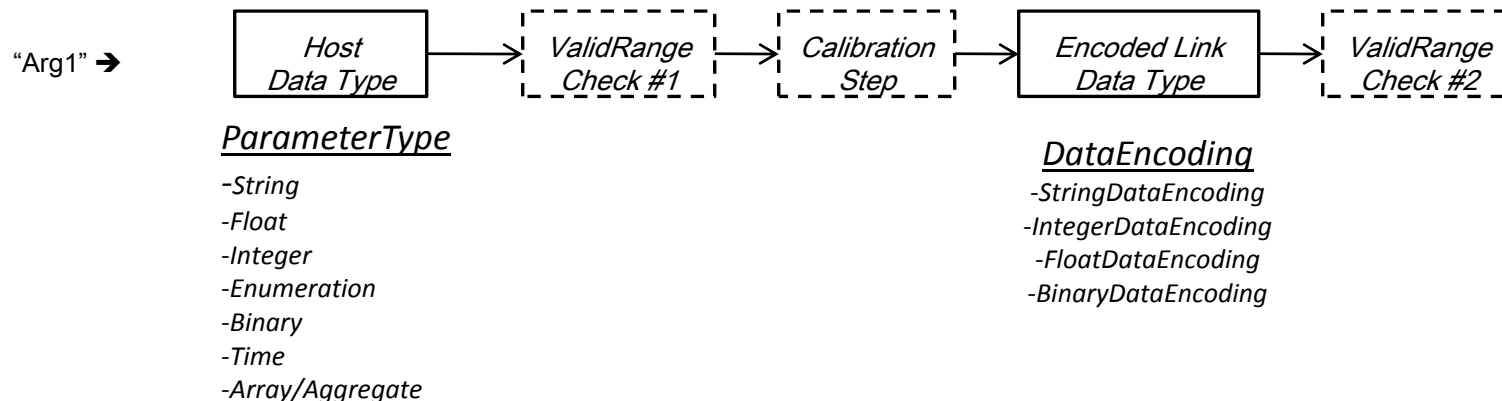 “Arg1” ➔
Host
Data Type
ValidRange
Check #1
Calibration
Step
Encoded Link
Data Type
ValidRange
Check #2
ParameterType
-String
-Float
-Integer
-Enumeration
-Binary
-Time
-Array/Aggregate
DataEncoding
-StringDataEncoding
-IntegerDataEncoding
-FloatDataEncoding
-BinaryDataEncoding